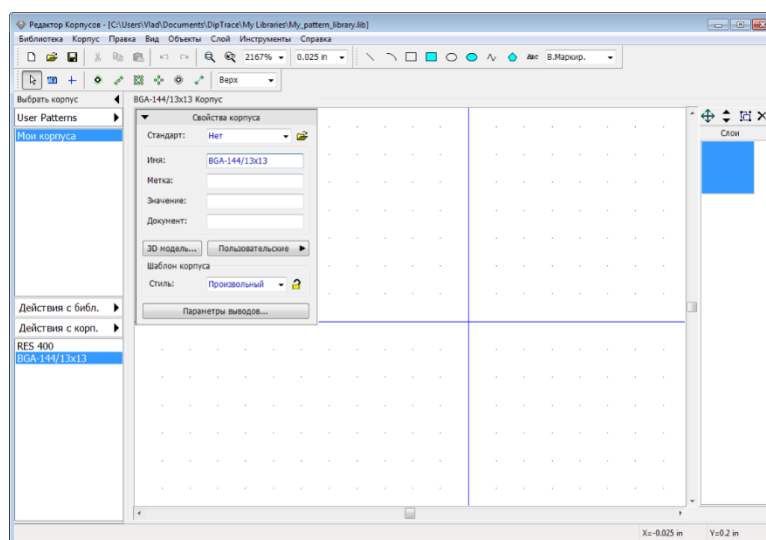 Редактор Корпусов - [C:\Users\Vlad\Documents\DipTrace\My Libraries\My_pattern_library.lib]
Библиотека Корпус Правка Вид Объекты Слой Инструменты Справка
2167% 0.025 in Abc В.Маркир.
Верх
Выбрать корпус
BGA-144/13x13 Корпус
User Patterns
Мои корпуса
Свойства корпуса
Стандарт: Нет
Имя: BGA-144/13x13
Метка:
Значение:
Документ:
3D модель... Пользовательские
Шаблон корпуса
Стиль: Произвольный
Параметры выводов...
Слои
Действия с библ.
Действия с корп.
RES 400
BGA-144/13x13
X=-0.025 in Y=0.2 in